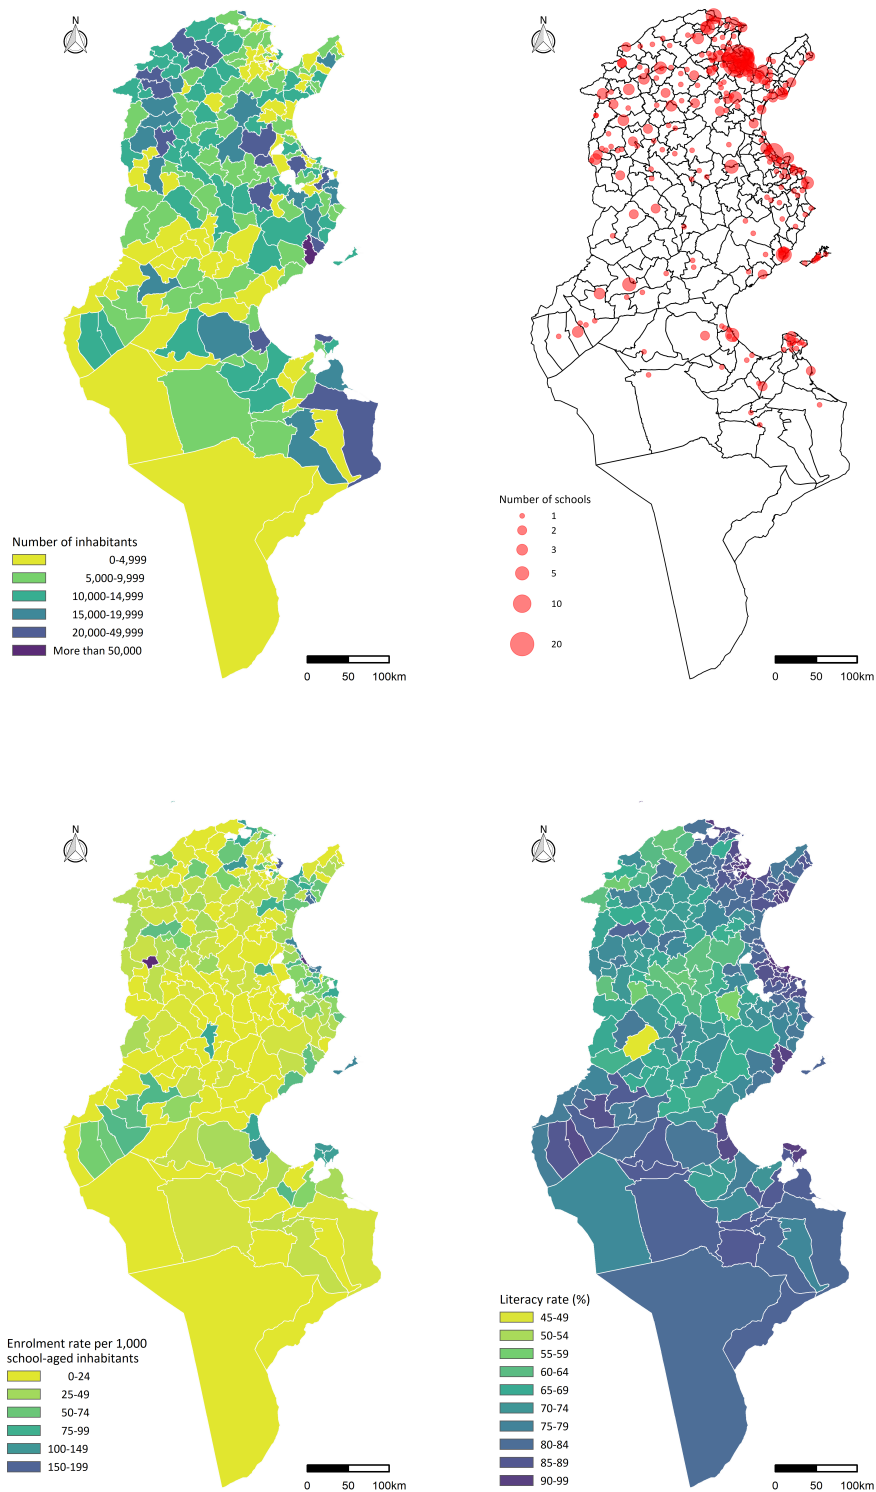 N
N
Number of inhabitants
0-4,999
5,000-9,999
10,000-14,999
15,000-19,999
20,000-49,999
More than 50,000
0 50 100km
Number of schools
1
2
3
5
10
20
0 50 100km
N
N
Enrolment rate per 1,000
school-aged inhabitants
0-24
25-49
50-74
75-99
100-149
150-199
0 50 100km
Literacy rate (%)
45-49
50-54
55-59
60-64
65-69
70-74
75-79
80-84
85-89
90-99
0 50 100km